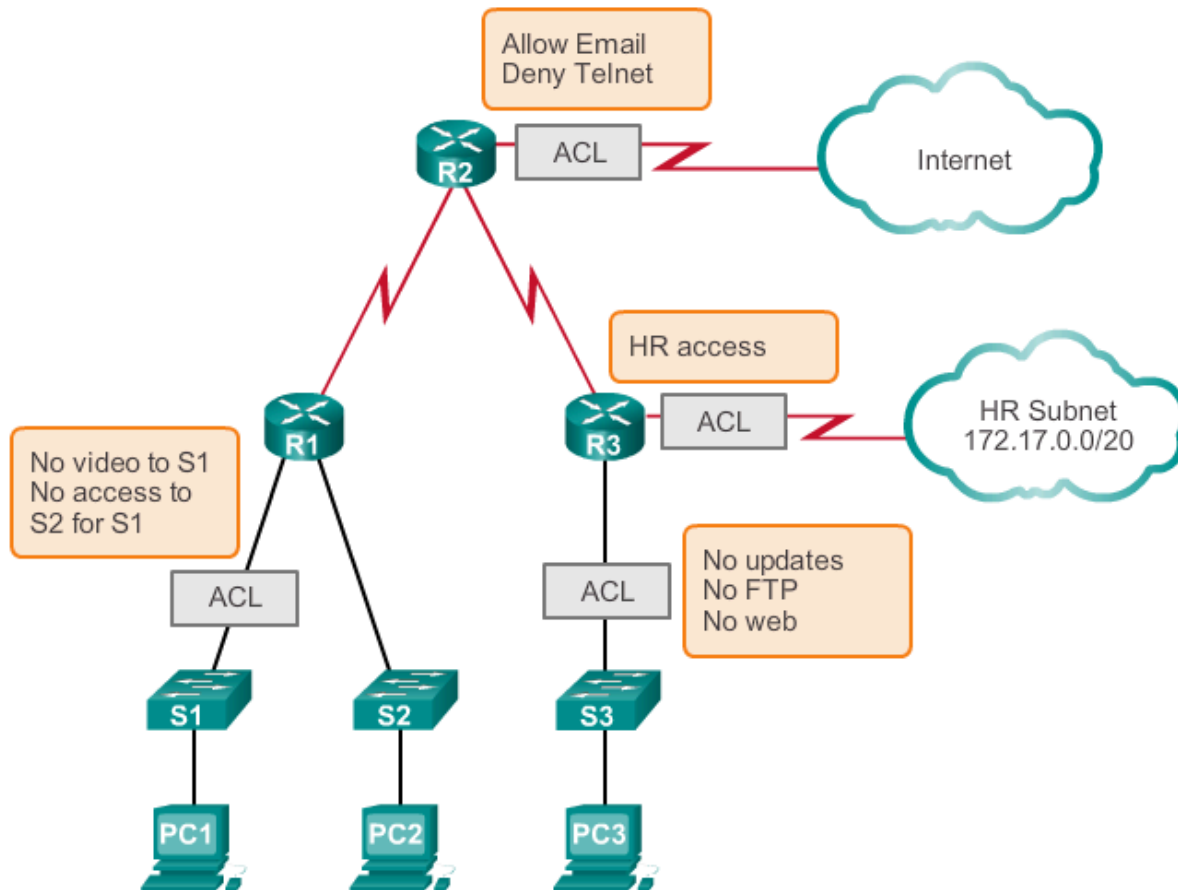 Allow Email
Deny Telnet
ACL
R2
Internet
HR access
R1
R3
ACL
HR Subnet
172.17.0.0/20
No video to S1
No access to
S2 for S1
ACL
ACL
No updates
No FTP
No web
S1
S2
S3
PC1
PC2
PC3